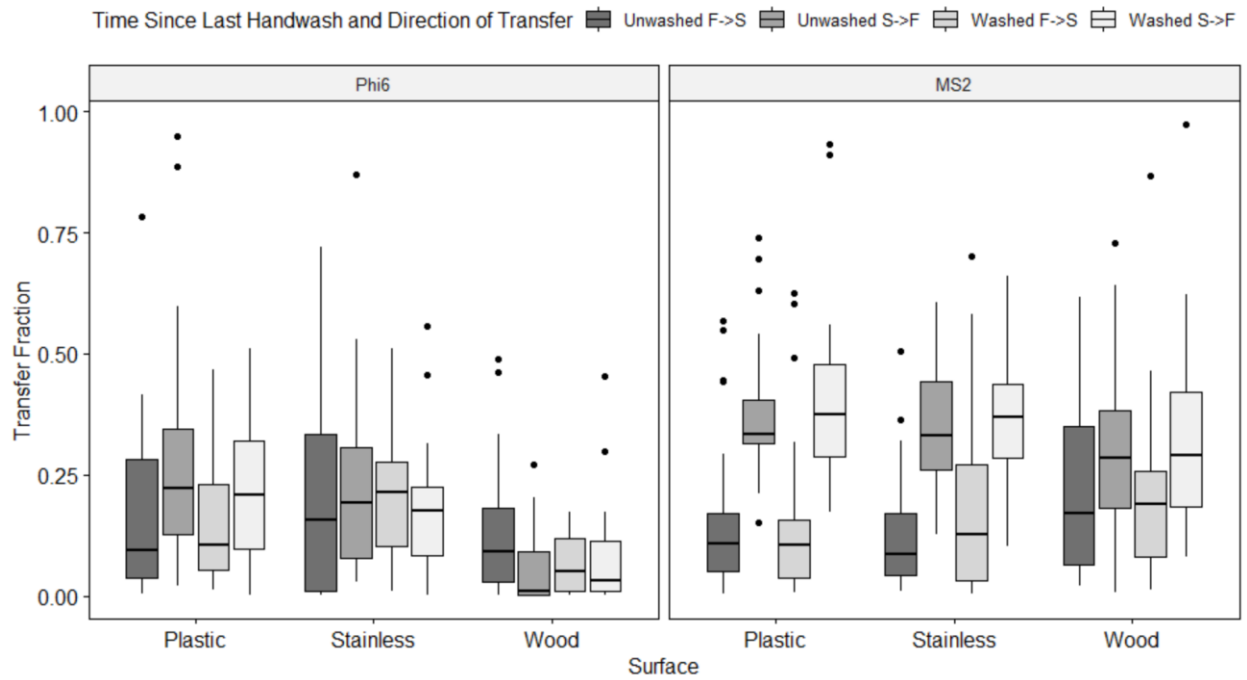 Time Since Last Handwash and Direction of Transfer Unwashed F->S Unwashed S->F Washed F->S Washed S->F
Phi6 MS2
1.00
0.75
0.50
0.25
0.00
Transfer Fraction
Plastic Stainless Wood Plastic Stainless Wood
Surface